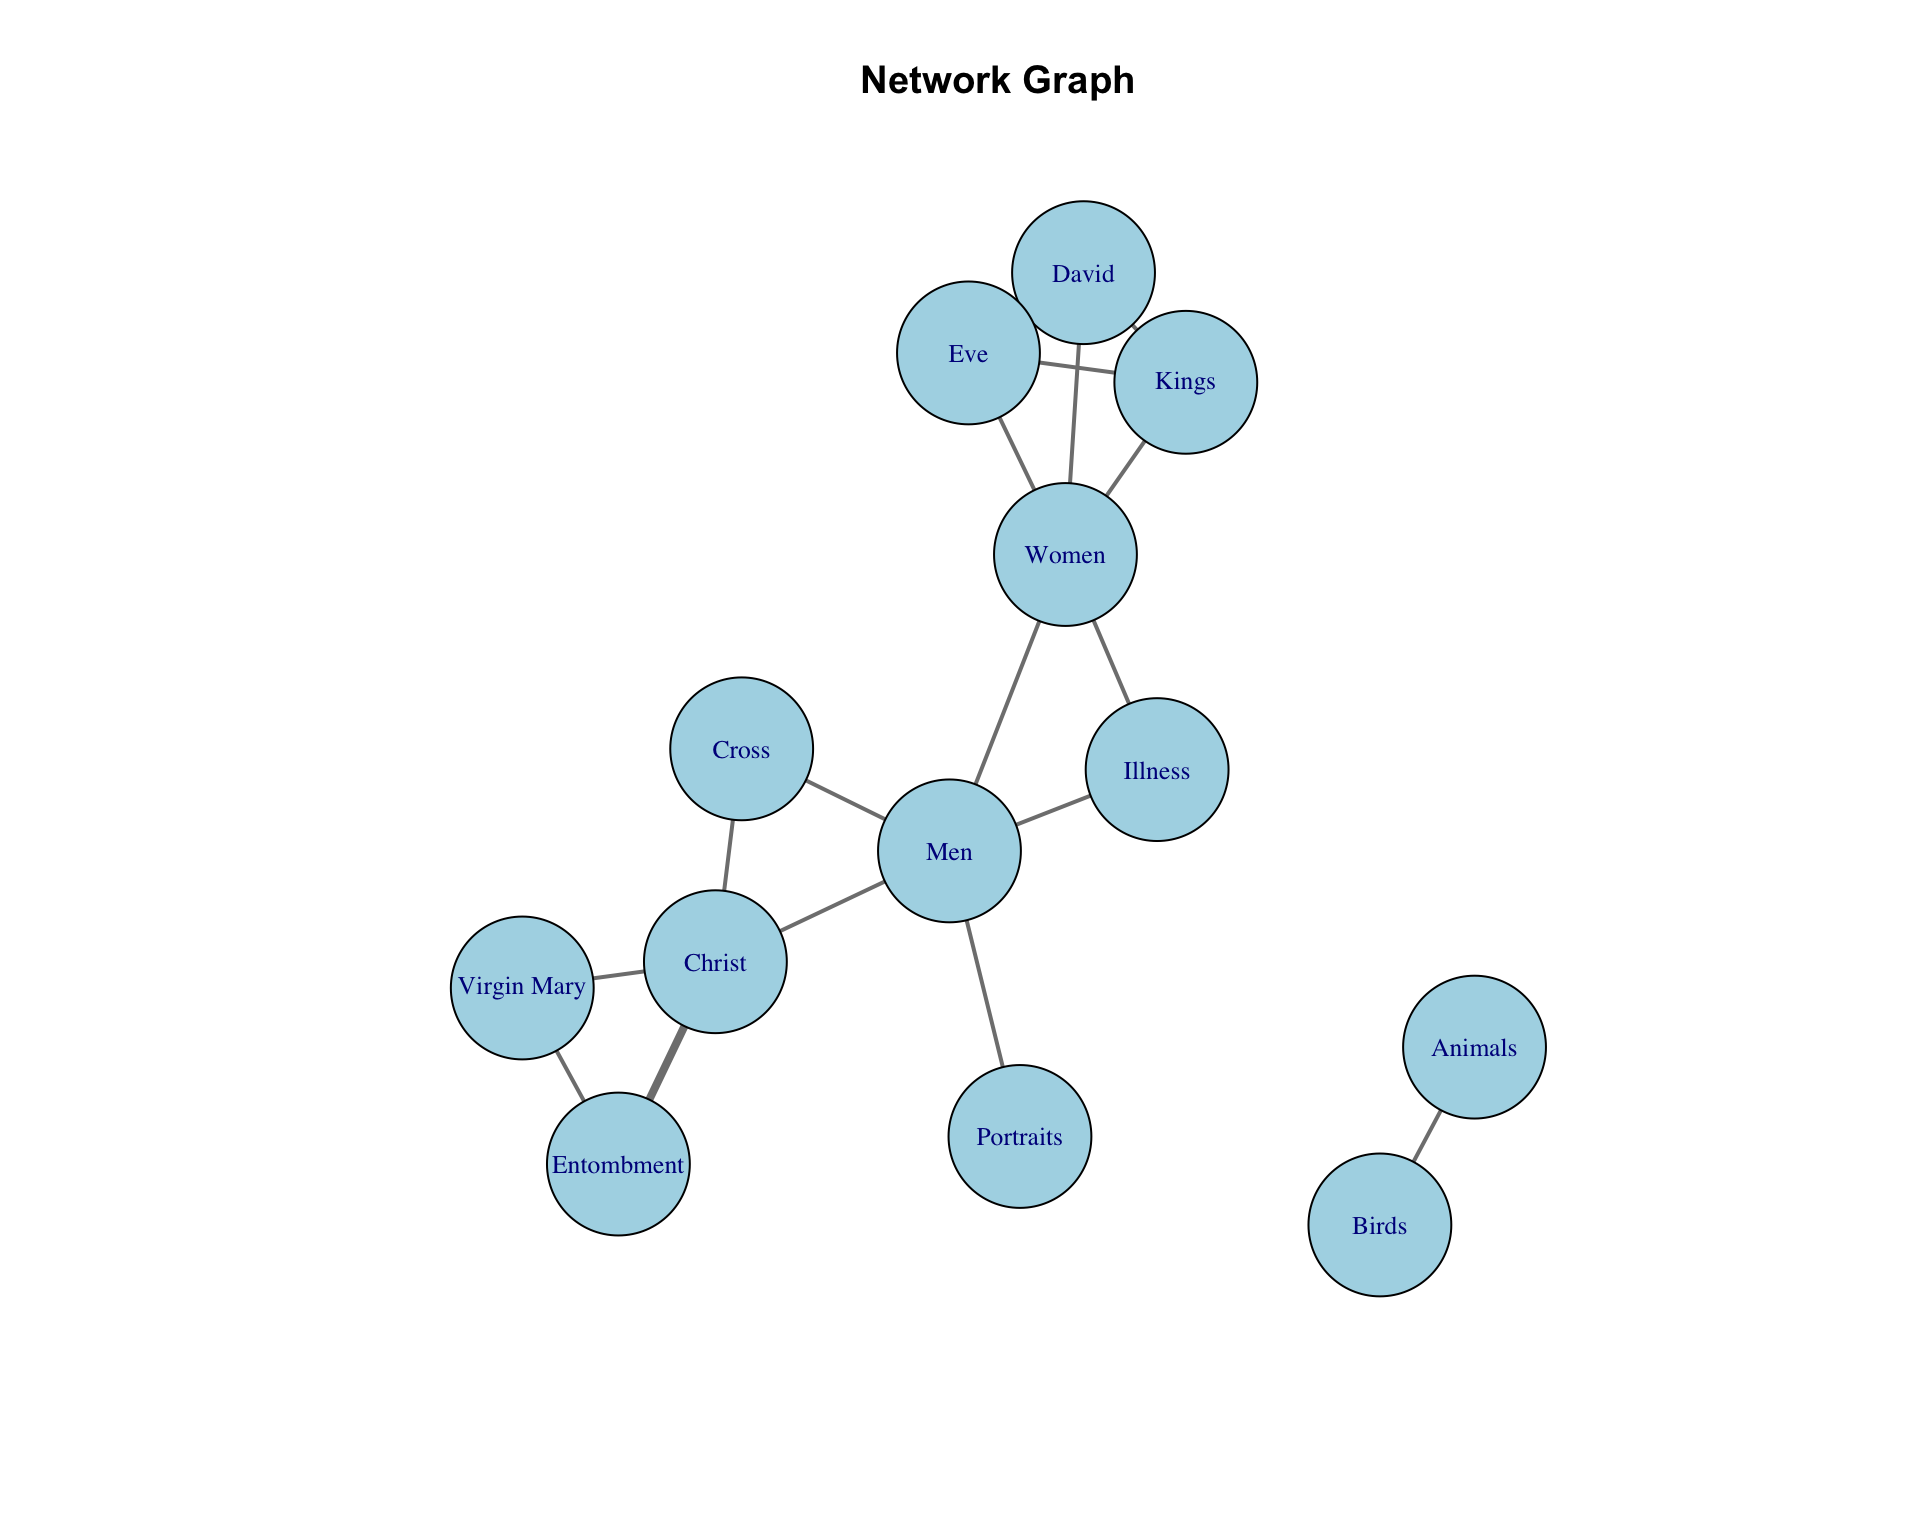 Network Graph
David
Eve
Kings
Women
Cross
Illness
Men
Christ
Virgin Mary
Animals
Portraits
Entombment
Birds